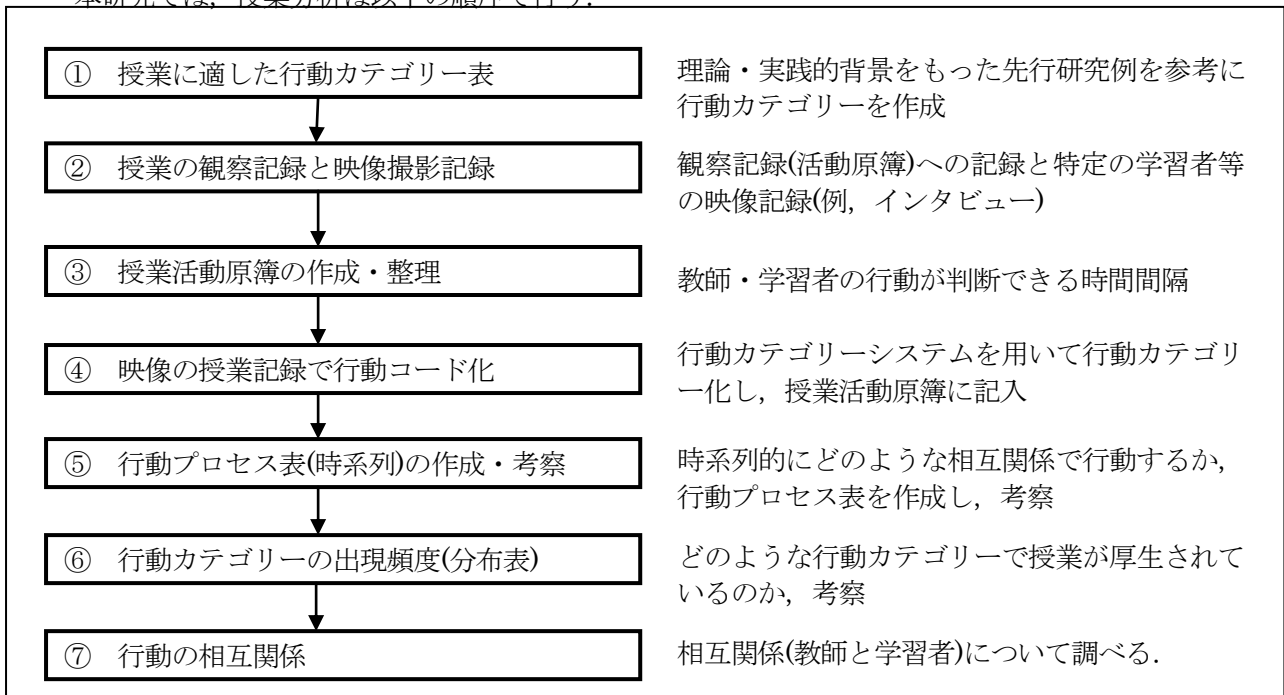 本研究では，授業分析は以下の順序で行う．
① 授業に適した行動カテゴリー表
理論・実践的背景をもった先行研究例を参考に
行動カテゴリーを作成
② 授業の観察記録と映像撮影記録
観察記録(活動原簿)への記録と特定の学習者等
の映像記録(例，インタビュー)
③ 授業活動原簿の作成・整理
教師・学習者の行動が判断できる時間間隔
④ 映像の授業記録で行動コード化
行動カテゴリーシステムを用いて行動カテゴリ
ー化し，授業活動原簿に記入
⑤ 行動プロセス表(時系列)の作成・考察
時系列的にどのような相互関係で行動するか，
行動プロセス表を作成し，考察
⑥ 行動カテゴリーの出現頻度(分布表)
どのような行動カテゴリーで授業が厚生されて
いるのか，考察
⑦ 行動の相互関係
相互関係(教師と学習者)について調べる．